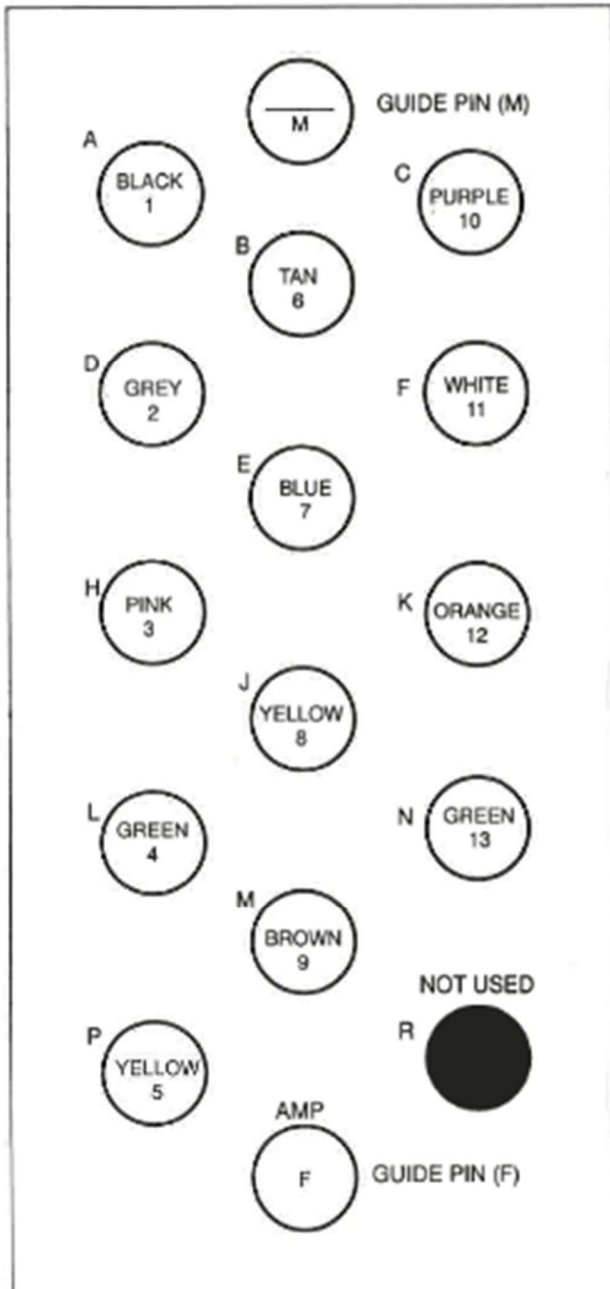 GUIDE PIN (M)
M
A
BLACK
1
C
PURPLE
10
B
TAN
6
D
GREY
2
F
WHITE
11
E
BLUE
7
H
PINK
3
K
ORANGE
12
J
YELLOW
8
L
GREEN
4
N
GREEN
13
M
BROWN
9
NOT USED
R
P
YELLOW
5
AMP
F
GUIDE PIN (F)